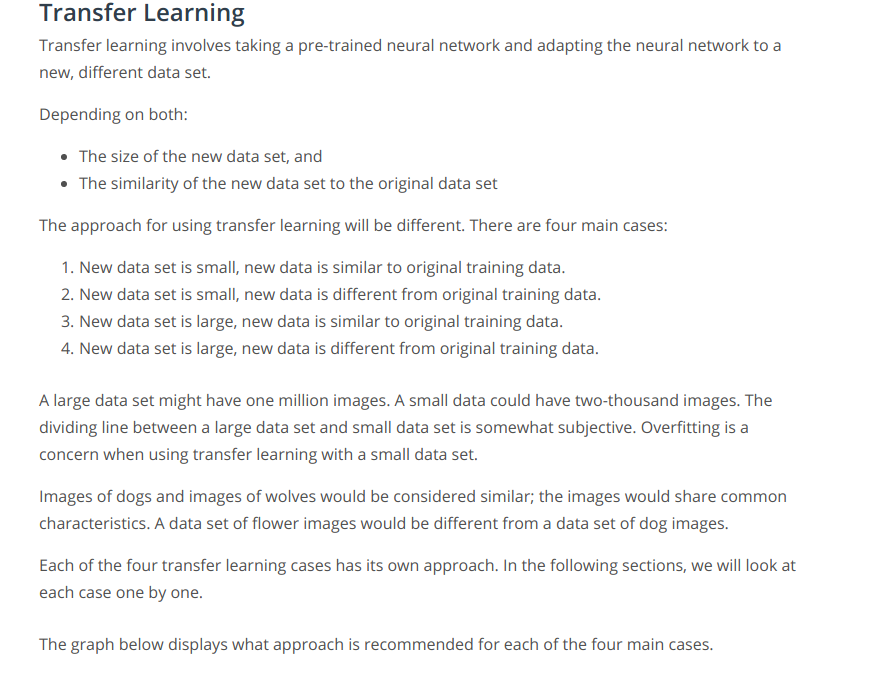 Transfer Learning
Transfer learning involves taking a pre-trained neural network and adapting the neural network to a
new, different data set.
Depending on both:
• The size of the new data set, and
• The similarity of the new data set to the original data set
The approach for using transfer learning will be different. There are four main cases:
1. New data set is small, new data is similar to original training data.
2. New data set is small, new data is different from original training data.
3. New data set is large, new data is similar to original training data.
4. New data set is large, new data is different from original training data.
A large data set might have one million images. A small data could have two-thousand images. The
dividing line between a large data set and small data set is somewhat subjective. Overfitting is a
concern when using transfer learning with a small data set.
Images of dogs and images of wolves would be considered similar; the images would share common
characteristics. A data set of flower images would be different from a data set of dog images.
Each of the four transfer learning cases has its own approach. In the following sections, we will look at
each case one by one.
The graph below displays what approach is recommended for each of the four main cases.